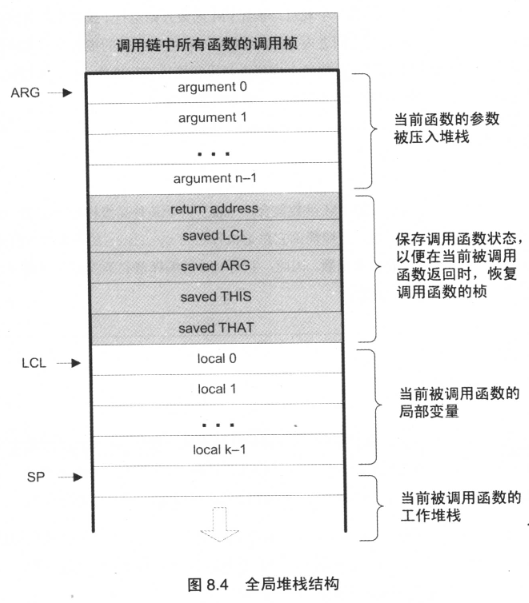 调用链中所有函数的调用桢
ARG
argument 0
argument 1
...
argument n–1
当前函数的参数
被压入堆栈
return address
saved LCL
saved ARG
saved THIS
saved THAT
保存调用函数状态,
以便在当前被调用
函数返回时, 恢复
调用函数的桢
LCL
local 0
local 1
...
local k–1
当前被调用函数的
局部变量
SP
当前被调用函数的
工作堆栈
图 8.4 全局堆栈结构